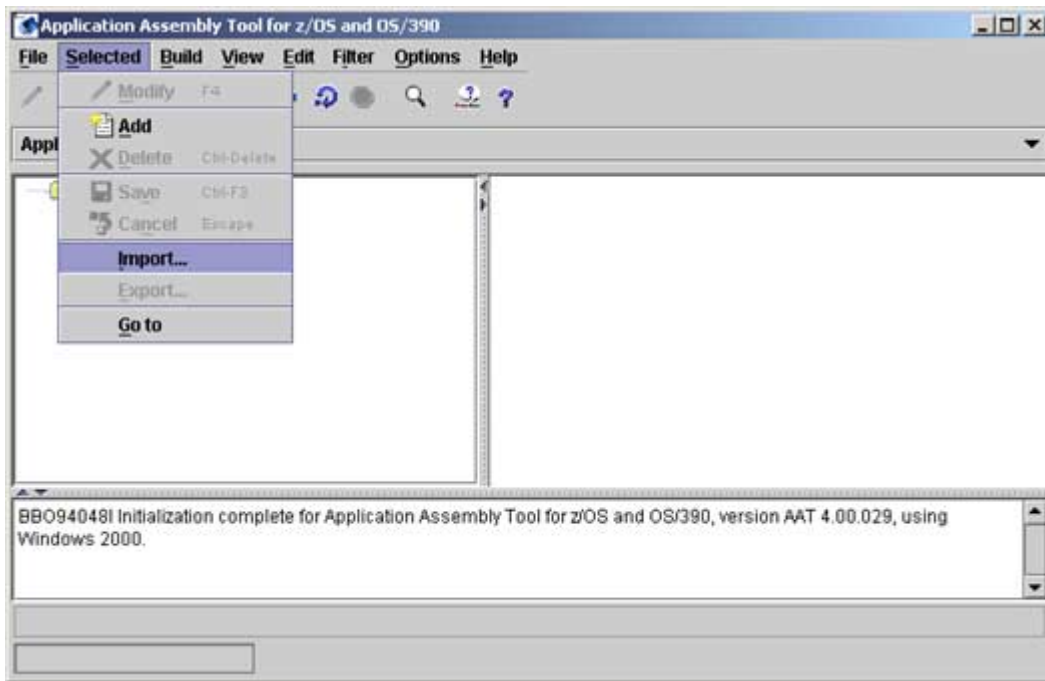 Application Assembly Tool for z/OS and OS/390
File Selected Build View Edit Filter Options Help
Modify F4
Add
Appl
Delete Ctrl-Delete
Save Ctrl-F3
Cancel Escape
Import...
Export...
Go to
BBO94048I Initialization complete for Application Assembly Tool for z/OS and OS/390, version AAT 4.00.029, using
Windows 2000.